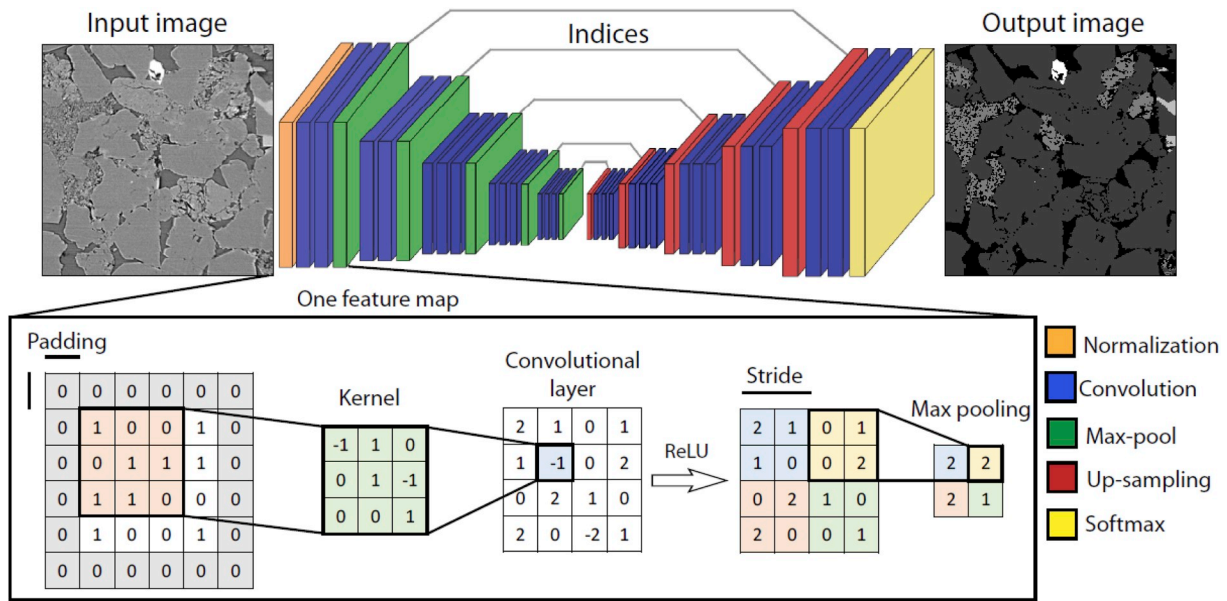 Input image
Indices
Output image
One feature map
Padding
0 0 0 0 0 0
0 1 0 0 1 0
0 0 1 1 1 0
0 1 1 0 0 0
0 1 0 0 1 0
0 0 0 0 0 0
Kernel
-1 1 0
0 1 -1
0 0 1
Convolutional
layer
2 1 0 1
1 -1 0 2
0 2 1 0
2 0 -2 1
ReLU
Stride
2 1 0 1
1 0 0 2
0 2 1 0
2 0 0 1
Max pooling
2 2
2 1
Normalization
Convolution
Max-pool
Up-sampling
Softmax